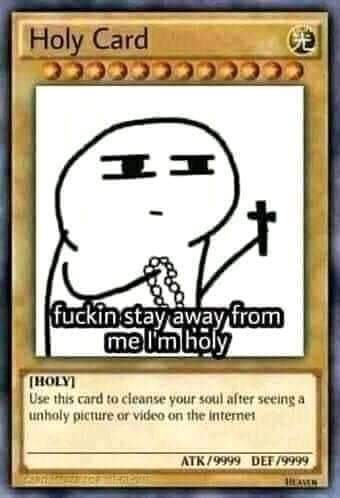 Holy Card
光
fuckin stay away from
me I'm holy
[HOLY]
Use this card to cleanse your soul after seeing a
unholy picture or video on the internet
ATK/9999 DEF/9999
HEAVEN